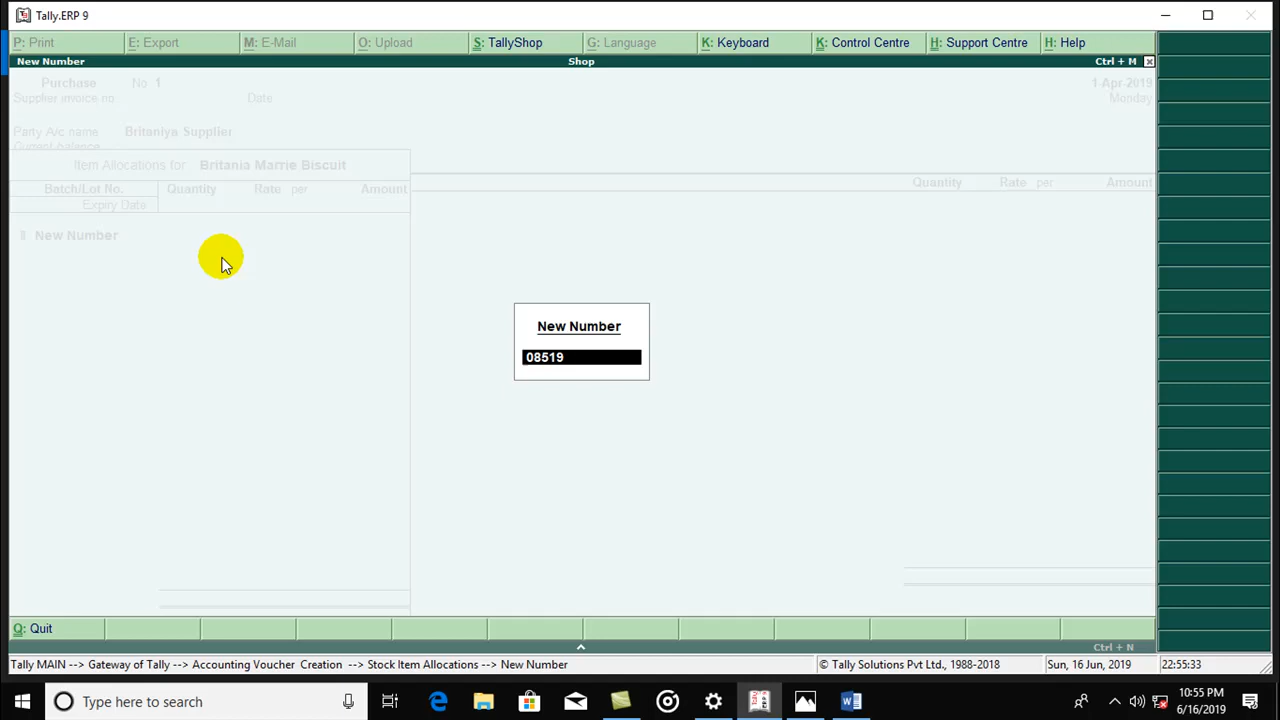 Tally.ERP 9
P: Print E: Export M: E-Mail O: Upload S: TallyShop G: Language K: Keyboard K: Control Centre H: Support Centre H: Help
New Number Shop Ctrl + M
Purchase No 1 1 Apr-2019
Supplier invoice no Date Monday
Party A/c name Britaniya Supplier
Current balance
Item Allocations for Britania Marrie Biscuit
Batch/Lot No. Quantity Rate per Amount Quantity Rate per Amount
Expiry Date
New Number
New Number
08519
Q: Quit
Ctrl + N
Tally MAIN --> Gateway of Tally --> Accounting Voucher Creation --> Stock Item Allocations --> New Number © Tally Solutions Pvt Ltd., 1988-2018 Sun, 16 Jun, 2019 22:55:33
Type here to search 10:55 PM
6/16/2019